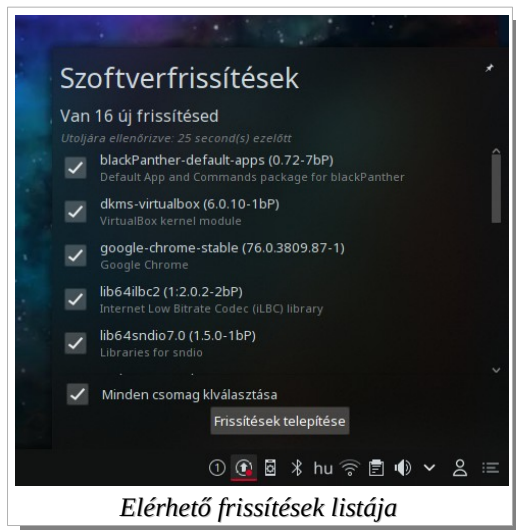 Szoftverfrissítések
Van 16 új frissítésed
Utoljára ellenőrizve: 25 second(s) ezelőtt
blackPanther-default-apps (0.72-7bP)
Default App and Commands package for blackPanther
dkms-virtualbox (6.0.10-1bP)
VirtualBox kernel module
google-chrome-stable (76.0.3809.87-1)
Google Chrome
lib64ilbc2 (1:2.0.2-2bP)
Internet Low Bitrate Codec (iLBC) library
lib64sndio7.0 (1.5.0-1bP)
Libraries for sndio
Minden csomag kIválasztása
Frissítések telepítése
1 hu
Elérhető frissítések listája